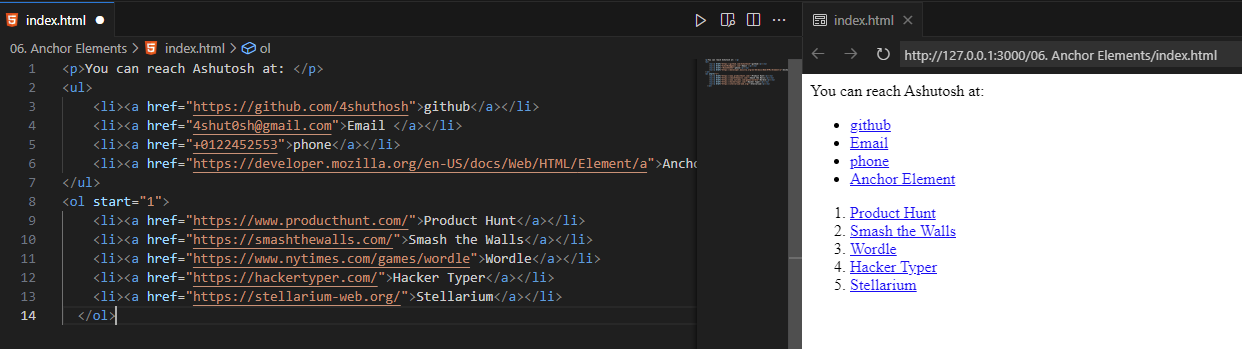 index.html
06. Anchor Elements > index.html > ol
1 <p>You can reach Ashutosh at: </p>
2 <ul>
3 <li><a href="https://github.com/4shuthosh">github</a></li>
4 <li><a href="4shut0sh@gmail.com">Email </a></li>
5 <li><a href="+0122452553">phone</a></li>
6 <li><a href="https://developer.mozilla.org/en-US/docs/Web/HTML/Element/a">Ancho
7 </ul>
8 <ol start="1">
9 <li><a href="https://www.producthunt.com/">Product Hunt</a></li>
10 <li><a href="https://smashthewalls.com/">Smash the Walls</a></li>
11 <li><a href="https://www.nytimes.com/games/wordle">Wordle</a></li>
12 <li><a href="https://hackertyper.com/">Hacker Typer</a></li>
13 <li><a href="https://stellarium-web.org/">Stellarium</a></li>
14 </ol>
index.html
http://127.0.0.1:3000/06. Anchor Elements/index.html
You can reach Ashutosh at:
• github
• Email
• phone
• Anchor Element
1. Product Hunt
2. Smash the Walls
3. Wordle
4. Hacker Typer
5. Stellarium